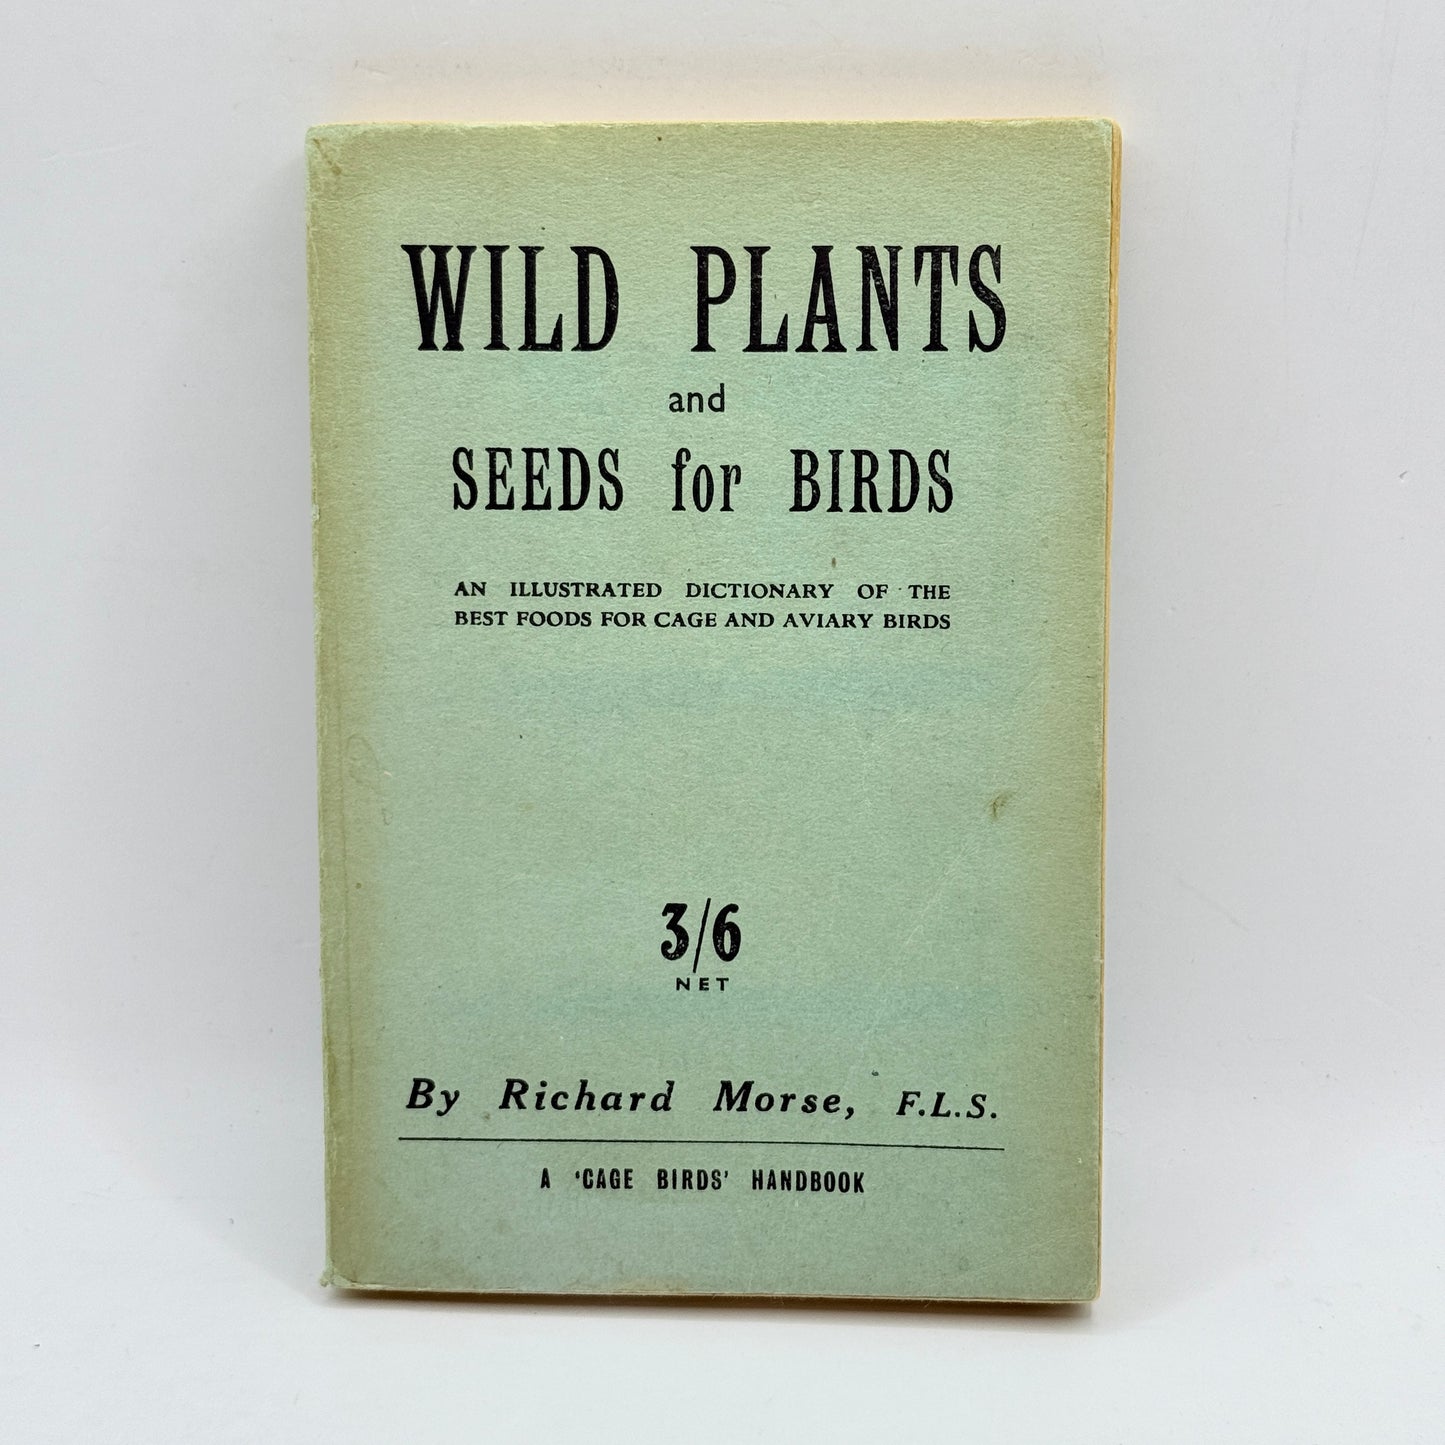 WILD PLANTS
and
SEEDS for BIRDS
AN ILLUSTRATED DICTIONARY OF THE
BEST FOODS FOR CAGE AND AVIARY BIRDS
3/6
NET
By Richard Morse, F.L.S.
A 'CAGE BIRDS' HANDBOOK